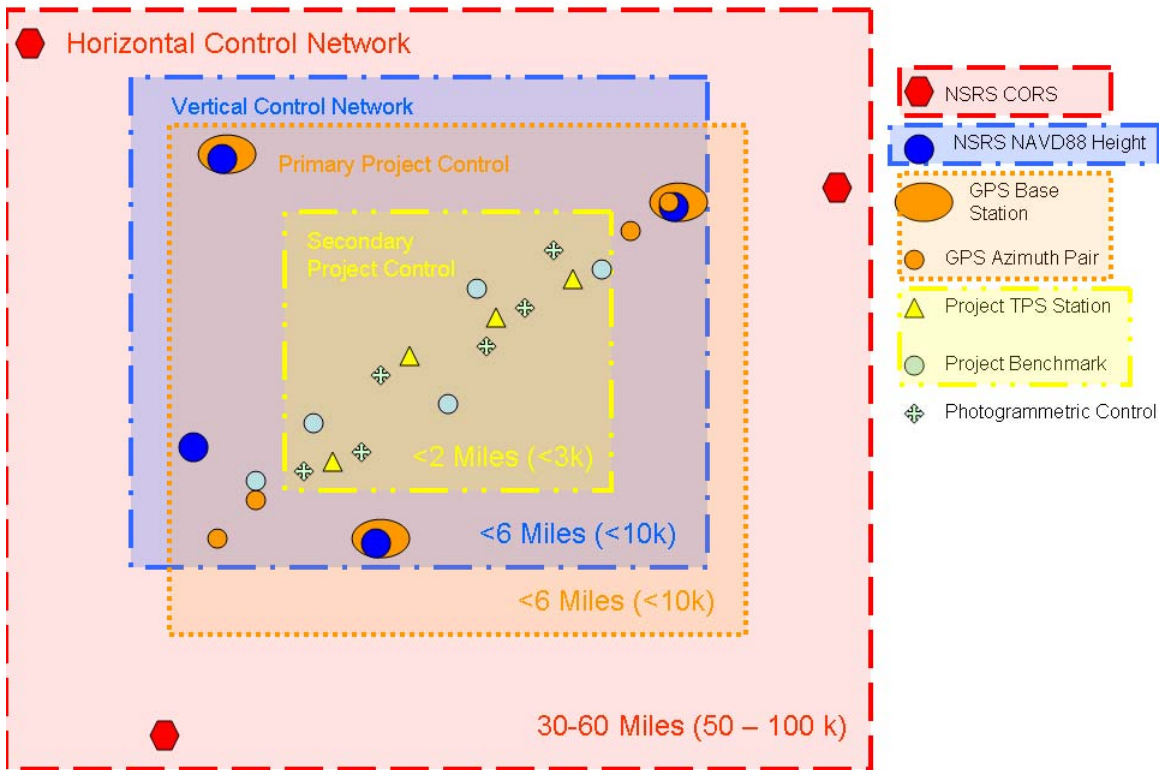 Horizontal Control Network
Vertical Control Network
Primary Project Control
Secondary
Project Control
<2 Miles (<3k)
<6 Miles (<10k)
<6 Miles (<10k)
30-60 Miles (50 – 100 k)
NSRS CORS
NSRS NAVD88 Height
GPS Base
Station
GPS Azimuth Pair
Project TPS Station
Project Benchmark
Photogrammetric Control